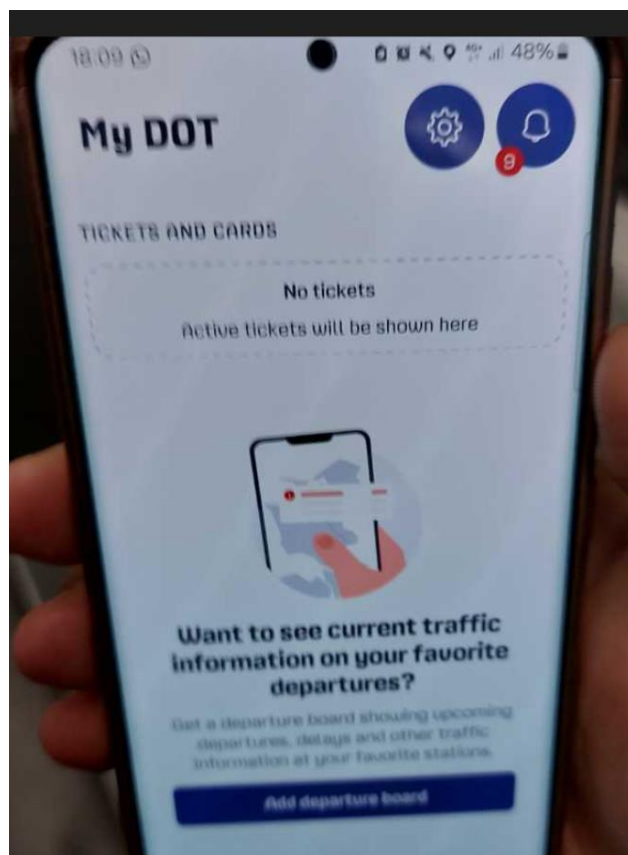 18:09 4G+ 48%
My DOT
9
TICKETS AND CARDS
No tickets
Active tickets will be shown here
Want to see current traffic
information on your favorite
departures?
Get a departure board showing upcoming
departures, delays and other traffic
information at your favorite stations.
Add departure board